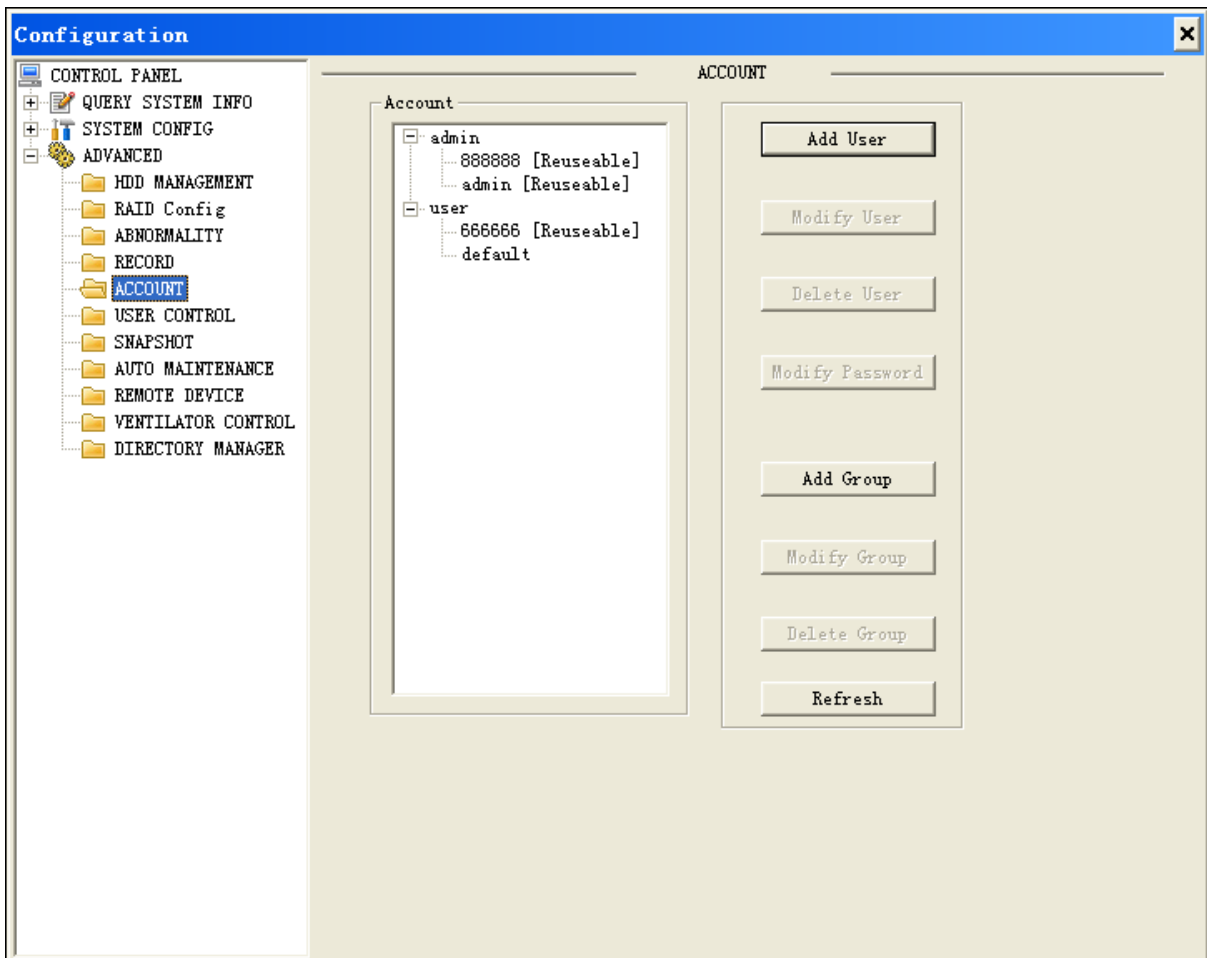 Configuration
CONTROL PANEL
QUERY SYSTEM INFO
SYSTEM CONFIG
ADVANCED
HDD MANAGEMENT
RAID Config
ABNORMALITY
RECORD
ACCOUNT
USER CONTROL
SNAPSHOT
AUTO MAINTENANCE
REMOTE DEVICE
VENTILATOR CONTROL
DIRECTORY MANAGER
ACCOUNT
Account
admin
888888 [Reuseable]
admin [Reuseable]
user
666666 [Reuseable]
default
Add User
Modify User
Delete User
Modify Password
Add Group
Modify Group
Delete Group
Refresh